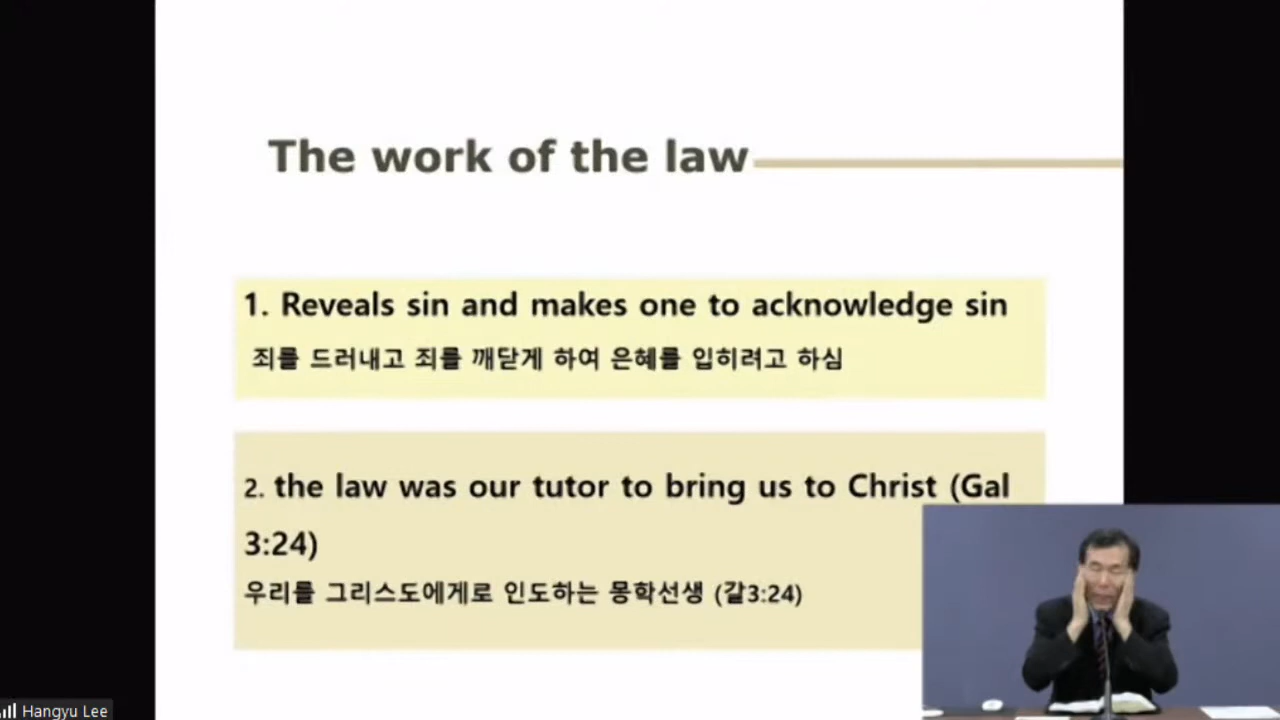 The work of the law
1. Reveals sin and makes one to acknowledge sin
죄를 드러내고 죄를 깨닫게 하여 은혜를 입히려고 하심
2. the law was our tutor to bring us to Christ (Gal
3:24)
우리를 그리스도에게로 인도하는 몽학선생 (갈3:24)
Hangyu Lee